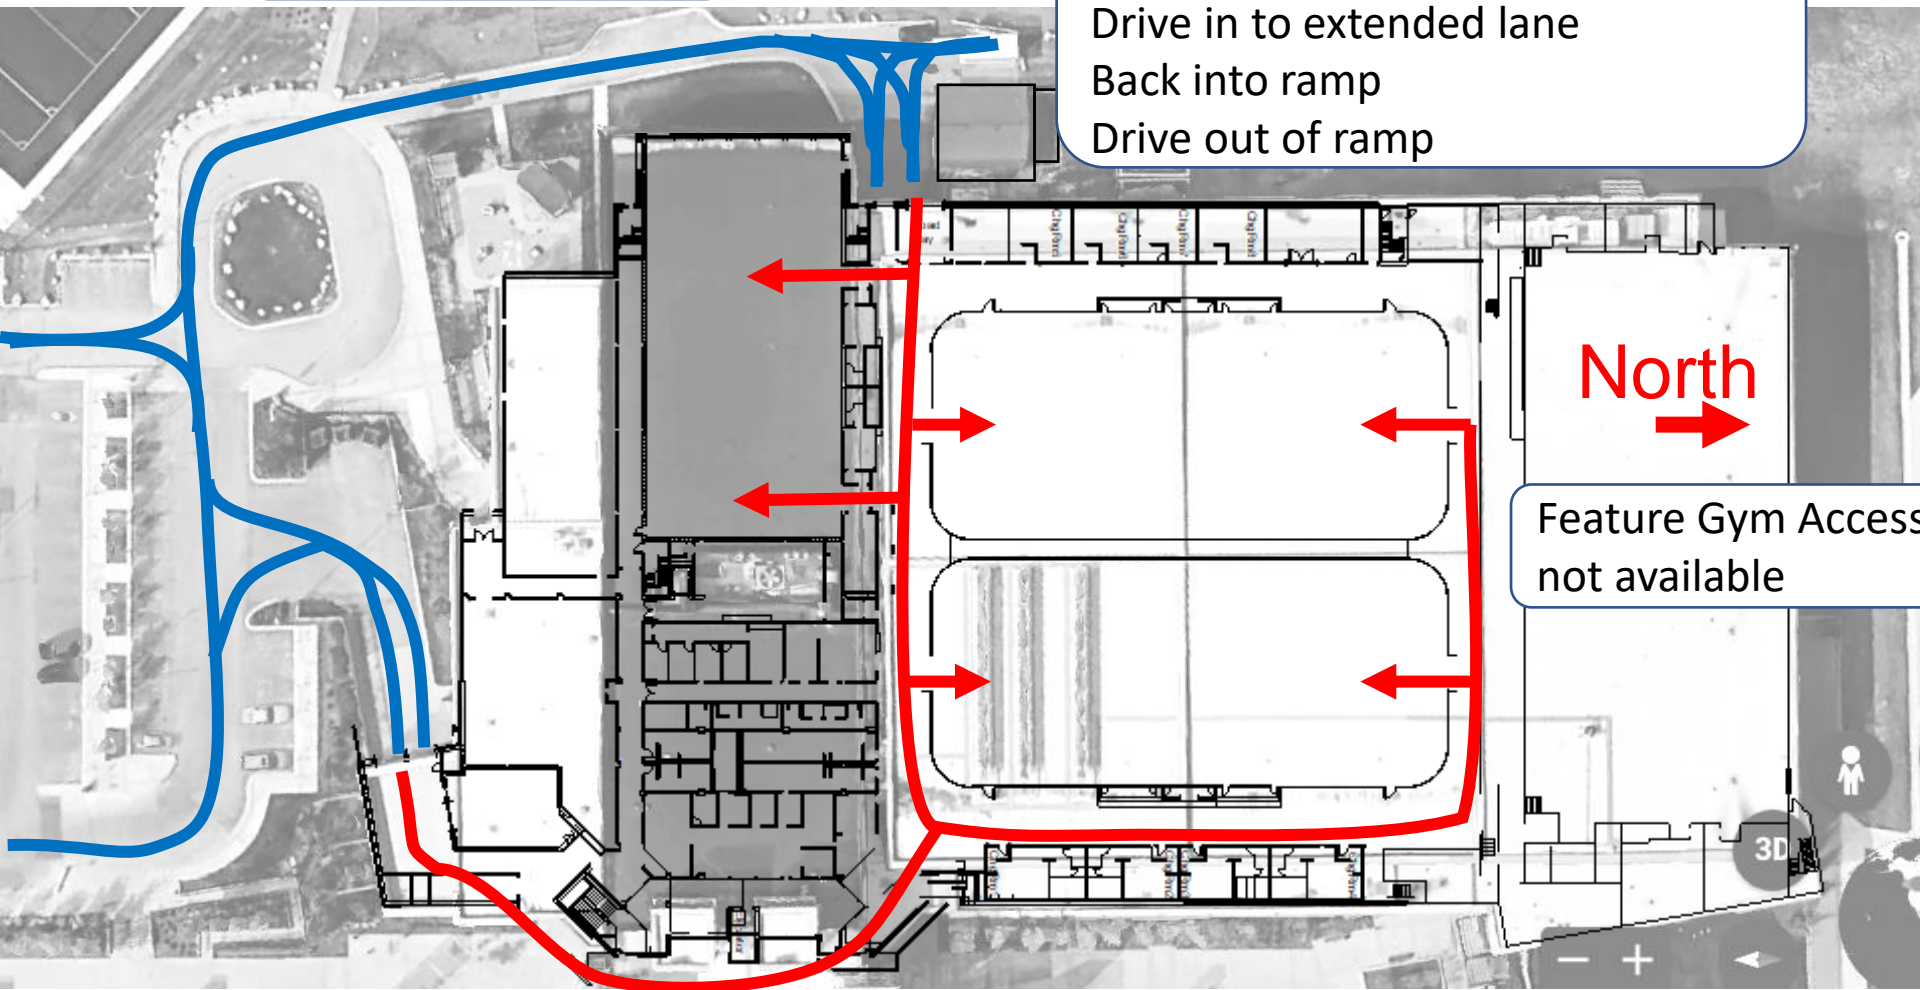 Drive in to extended lane
Back into ramp
Drive out of ramp
North
Feature Gym Access
not available
3D